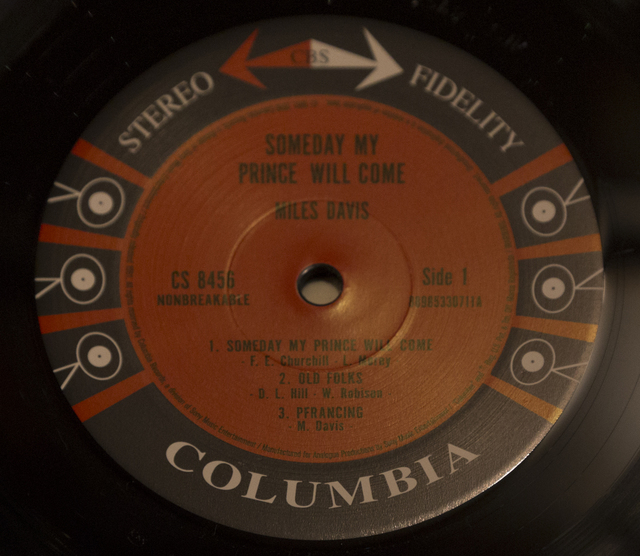 CBS
STEREO
FIDELITY
SOMEDAY MY
PRINCE WILL COME
MILES DAVIS
CS 8456
NONBREAKABLE
Side 1
1. SOMEDAY MY PRINCE WILL COME
- F. E. Churchill - L. Morey
2. OLD FOLKS
- D. L. Hill - W. Robison
3. PFRANCING
- M. Davis -
COLUMBIA